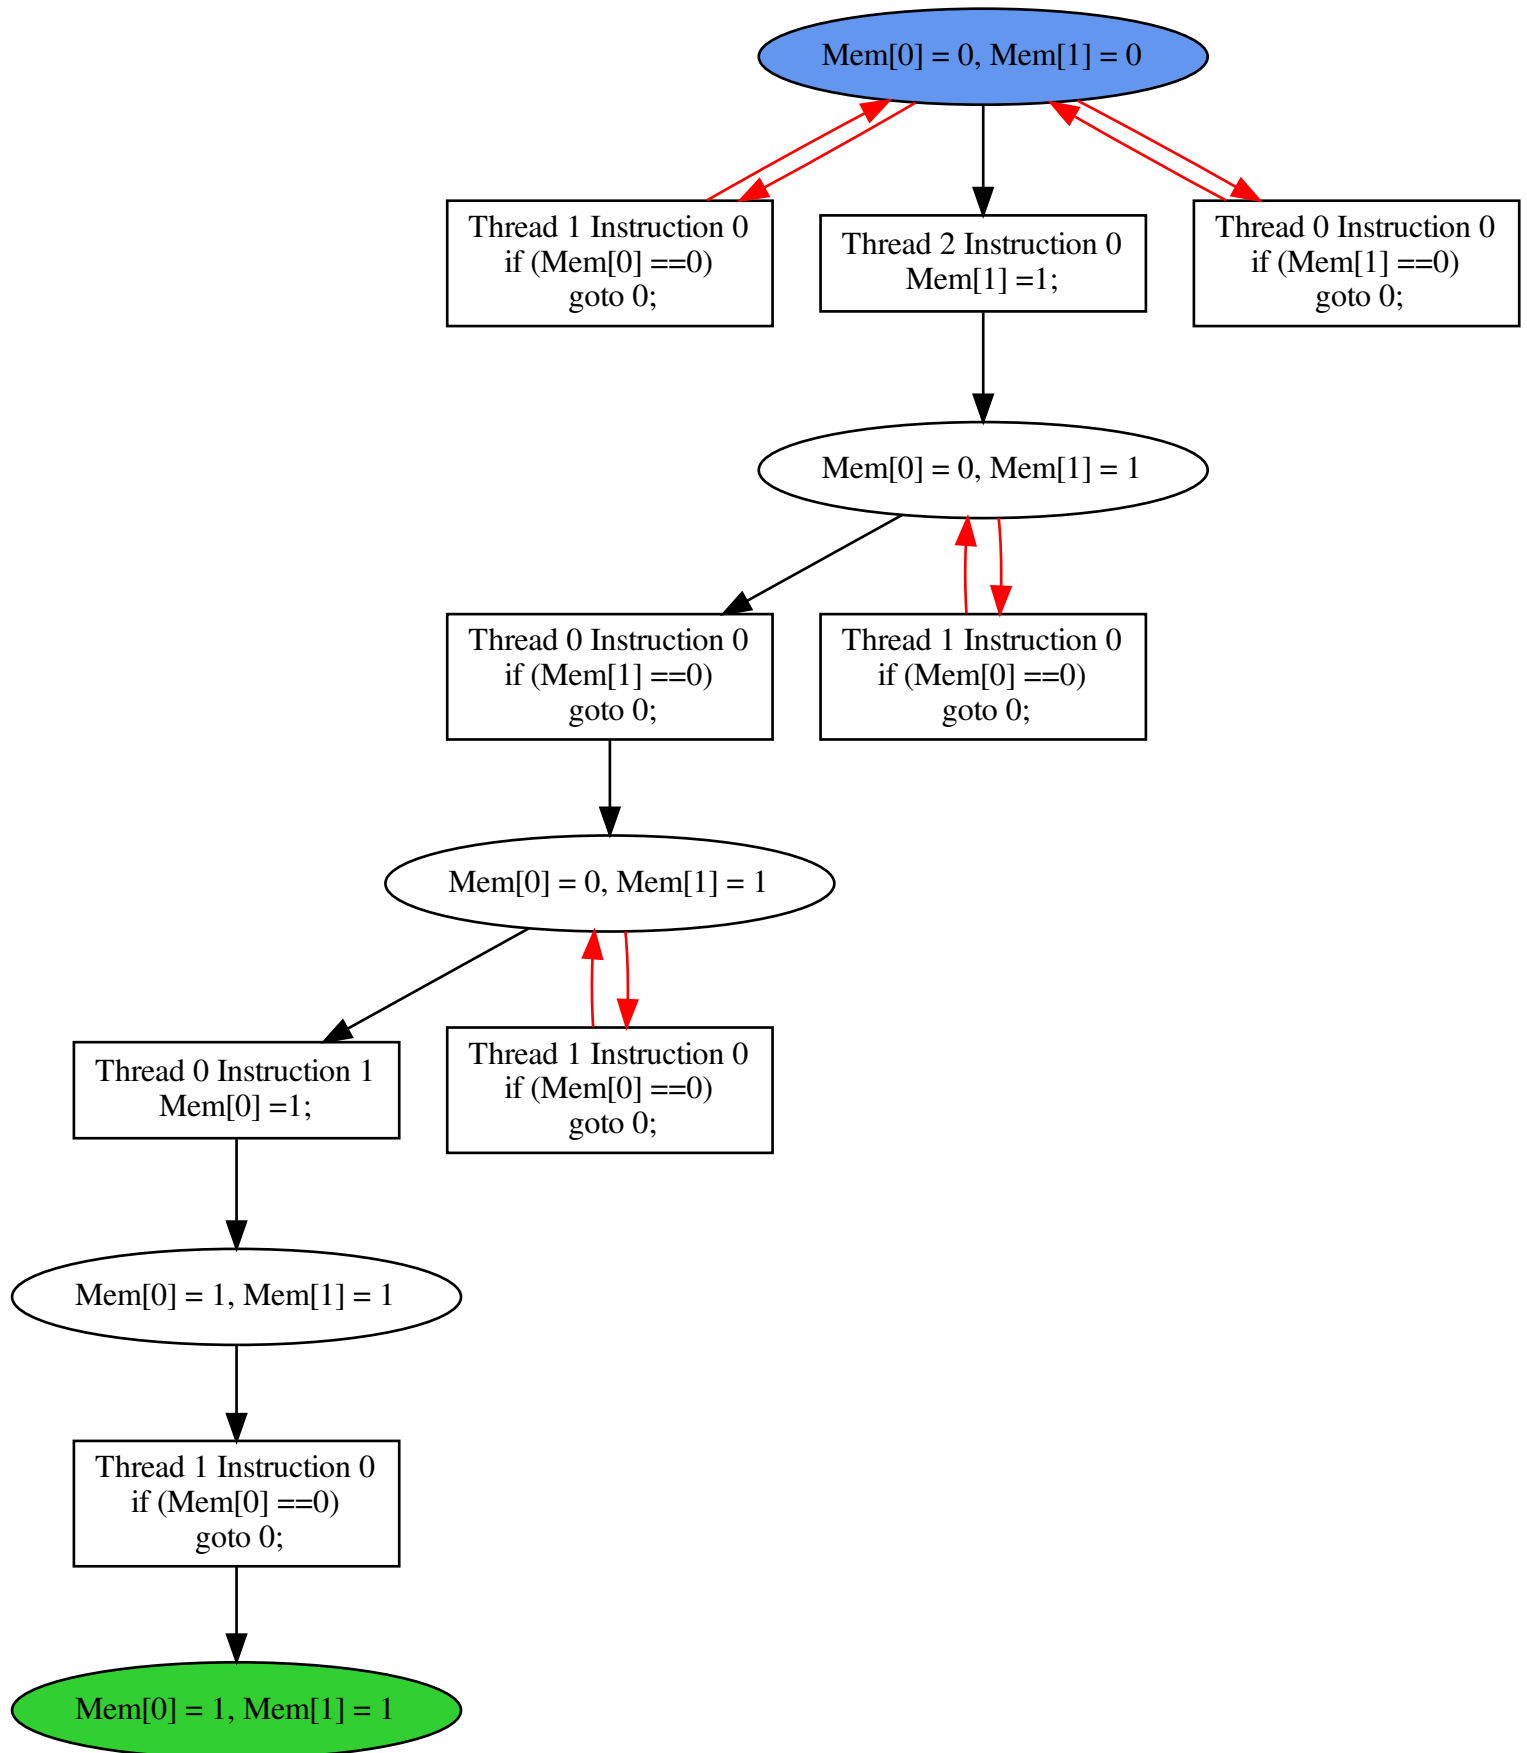 Mem[0] = 0, Mem[1] = 0
Thread 1 Instruction 0
if (Mem[0] ==0)
goto 0;
Thread 2 Instruction 0
Mem[1] =1;
Thread 0 Instruction 0
if (Mem[1] ==0)
goto 0;
Mem[0] = 0, Mem[1] = 1
Thread 0 Instruction 0
if (Mem[1] ==0)
goto 0;
Thread 1 Instruction 0
if (Mem[0] ==0)
goto 0;
Mem[0] = 0, Mem[1] = 1
Thread 0 Instruction 1
Mem[0] =1;
Thread 1 Instruction 0
if (Mem[0] ==0)
goto 0;
Mem[0] = 1, Mem[1] = 1
Thread 1 Instruction 0
if (Mem[0] ==0)
goto 0;
Mem[0] = 1, Mem[1] = 1